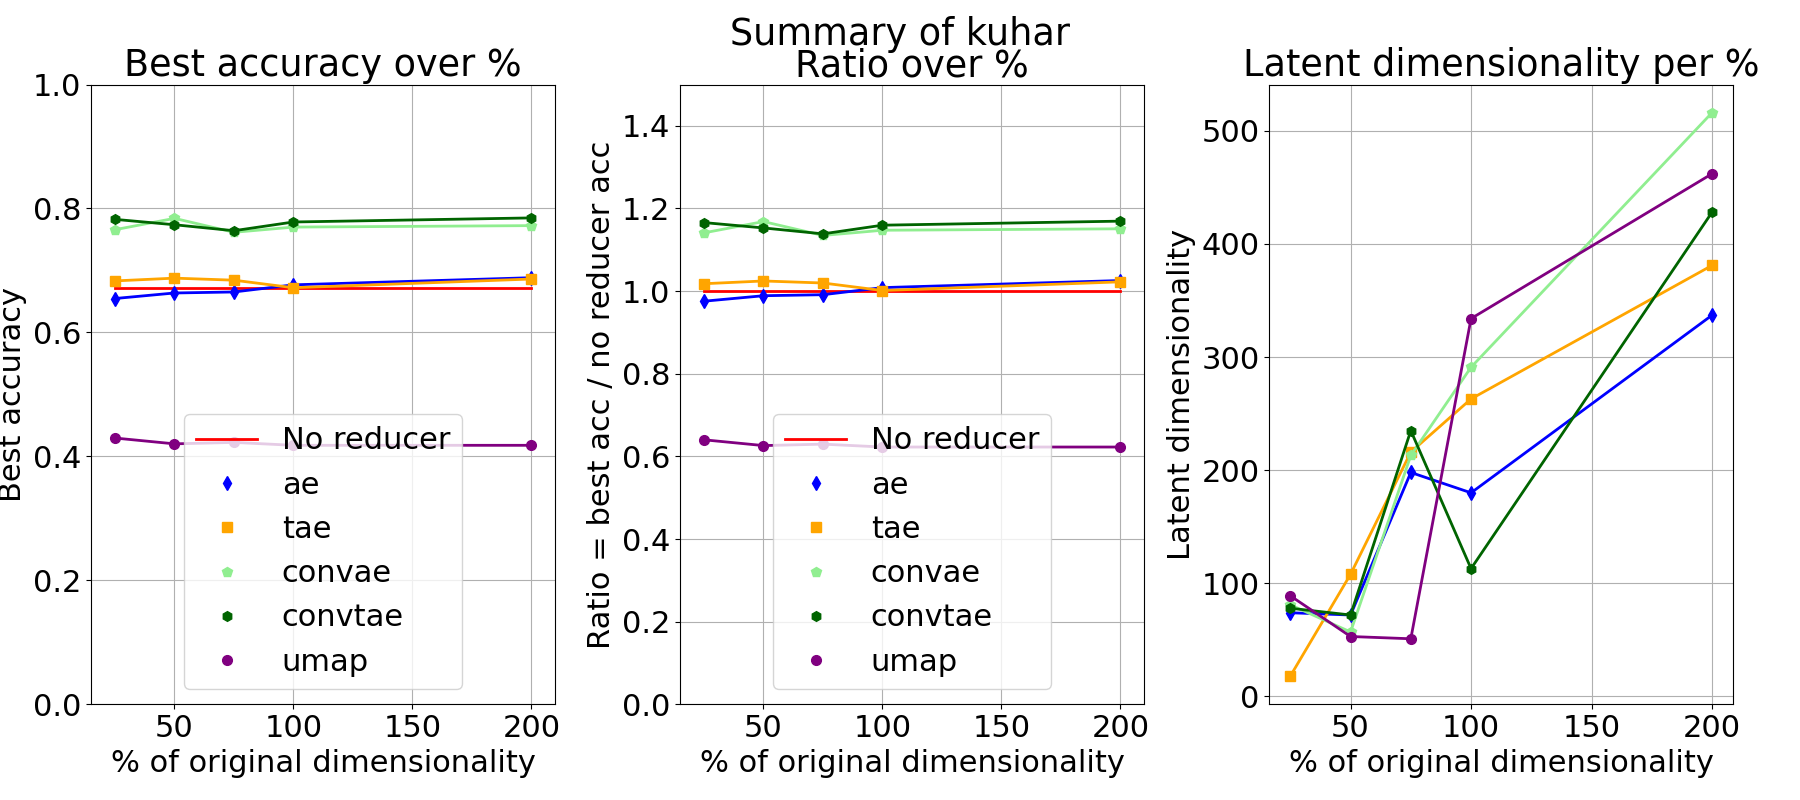 Summary of kuhar
Best accuracy over %
Ratio over %
Latent dimensionality per %
1.0
0.8
0.6
0.4
0.2
0.0
Best accuracy
No reducer
ae
tae
convae
convtae
umap
50 100 150 200
% of original dimensionality
1.4
1.2
1.0
0.8
0.6
0.4
0.2
0.0
Ratio = best acc / no reducer acc
No reducer
ae
tae
convae
convtae
umap
50 100 150 200
% of original dimensionality
500
400
300
200
100
0
Latent dimensionality
50 100 150 200
% of original dimensionality